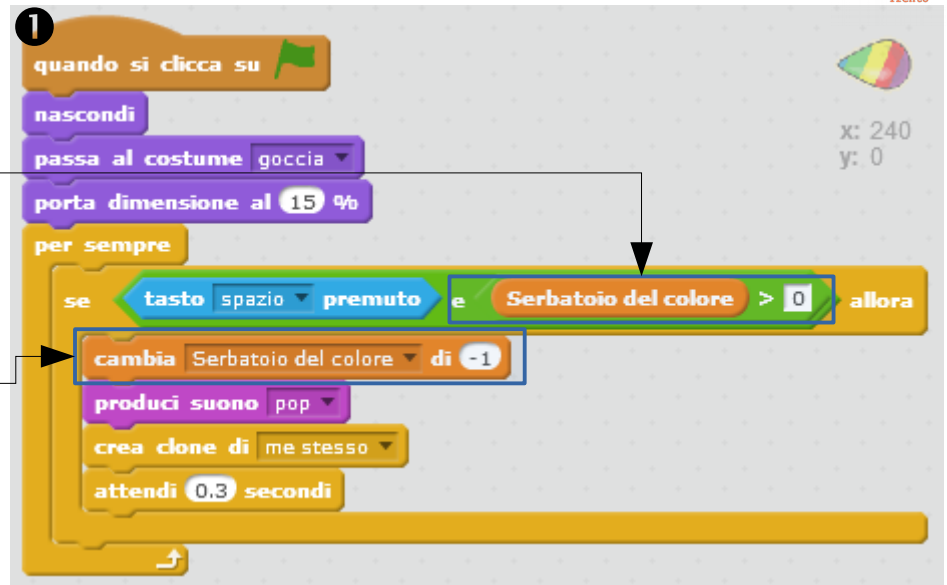 1
quando si clicca su
nascondi
x: 240
passa al costume goccia
y: 0
porta dimensione al 15 %
per sempre
se tasto spazio premuto e Serbatoio del colore > 0 allora
cambia Serbatoio del colore di -1
produci suono pop
crea clone di me stesso
attendi 0.3 secondi